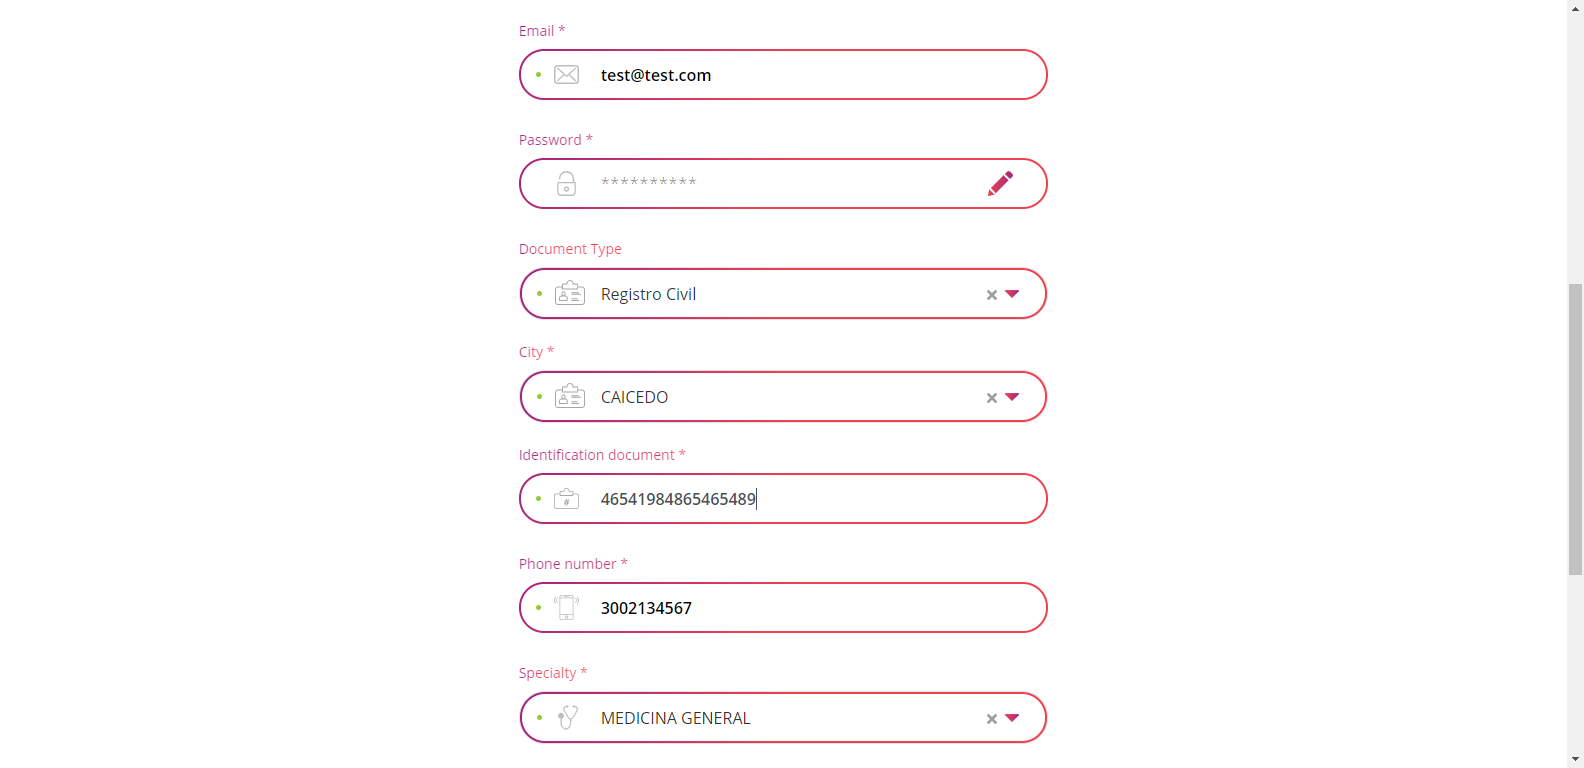 Email *
test@test.com
Password *
**********
Document Type
Registro Civil
City *
CAICEDO
Identification document *
46541984865465489
Phone number *
3002134567
Specialty *
MEDICINA GENERAL